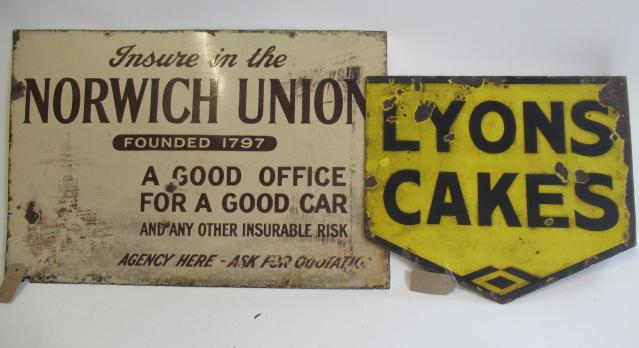 Insure in the
NORWICH UNION
FOUNDED 1797
A GOOD OFFICE
FOR A GOOD CAR
AND ANY OTHER INSURABLE RISK
AGENCY HERE - ASK FOR QUOTATIO
LYONS
CAKES